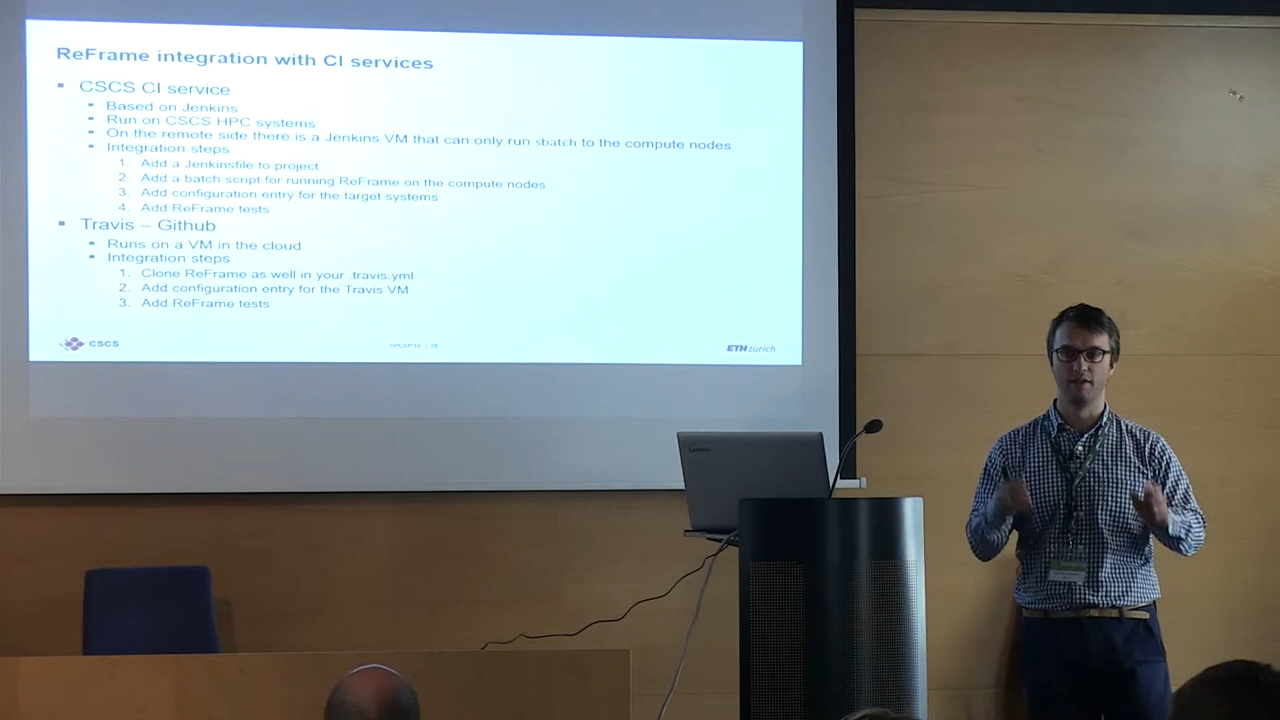 ReFrame integration with CI services
CSCS CI service
Based on Jenkins
Run on CSCS HPC systems
On the remote side there is a Jenkins VM that can only run sbatch to the compute nodes
Integration steps
1. Add a Jenkinsfile to project
2. Add a batch script for running ReFrame on the compute nodes
3. Add configuration entry for the target systems
4. Add ReFrame tests
Travis – Github
Runs on a VM in the cloud
Integration steps
1. Clone ReFrame as well in your .travis.yml
2. Add configuration entry for the Travis VM
3. Add ReFrame tests
CSCS
ETH zürich
Lenovo